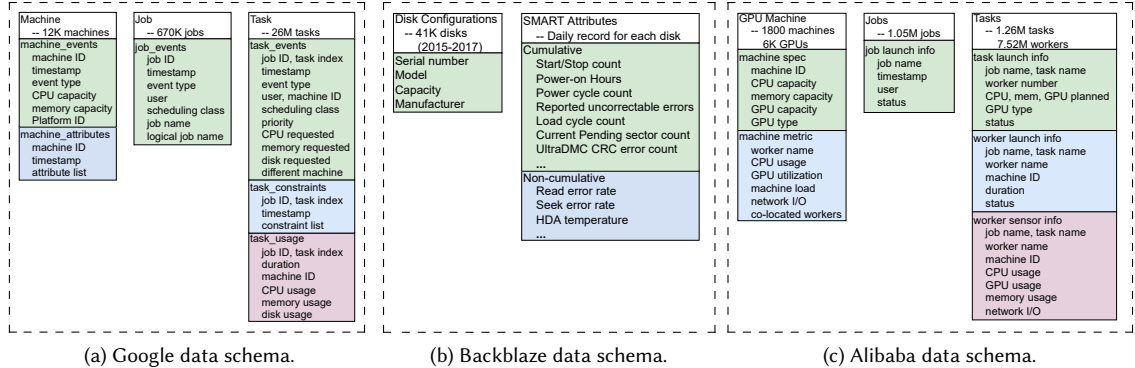 Machine
-- 12K machines
machine_events
machine ID
timestamp
event type
CPU capacity
memory capacity
Platform ID
machine_attributes
machine ID
timestamp
attribute list
Job
-- 670K jobs
job_events
job ID
timestamp
event type
user
scheduling class
job name
logical job name
Task
-- 26M tasks
task_events
job ID, task index
timestamp
event type
user, machine ID
scheduling class
priority
CPU requested
memory requested
disk requested
different machine
task_constraints
job ID, task index
timestamp
constraint list
task_usage
job ID, task index
duration
machine ID
CPU usage
memory usage
disk usage
(a) Google data schema.
Disk Configurations
-- 41K disks
(2015-2017)
Serial number
Model
Capacity
Manufacturer
SMART Attributes
-- Daily record for each disk
Cumulative
Start/Stop count
Power-on Hours
Power cycle count
Reported uncorrectable errors
Load cycle count
Current Pending sector count
UltraDMC CRC error count
...
Non-cumulative
Read error rate
Seek error rate
HDA temperature
...
(b) Backblaze data schema.
GPU Machine
-- 1800 machines
6K GPUs
machine spec
machine ID
CPU capacity
memory capacity
GPU capacity
GPU type
machine metric
worker name
CPU usage
GPU utilization
machine load
network I/O
co-located workers
Jobs
-- 1.05M jobs
job launch info
job name
timestamp
user
status
Tasks
-- 1.26M tasks
7.52M workers
task launch info
job name, task name
worker number
CPU, mem, GPU planned
GPU type
status
worker launch info
job name, task name
worker name
machine ID
duration
status
worker sensor info
job name, task name
worker name
machine ID
CPU usage
GPU usage
memory usage
network I/O
(c) Alibaba data schema.